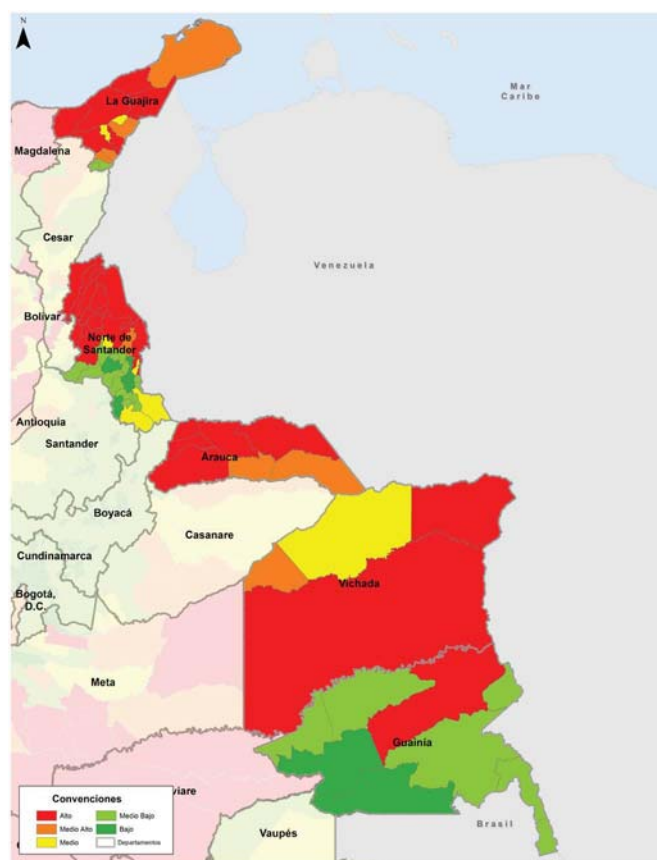 N
Mar
Caribe
La Guajira
Magdalena
Cesar
Venezuela
Bolívar
Norte de
Santander
Antioquia
Santander
Arauca
Boyacá
Casanare
Cundinamarca
Bogotá,
D.C.
Vichada
Meta
Guainía
viare
Vaupés
Brasil
Convenciones
Alto
Medio Alto
Medio
Medio Bajo
Bajo
Departamentos